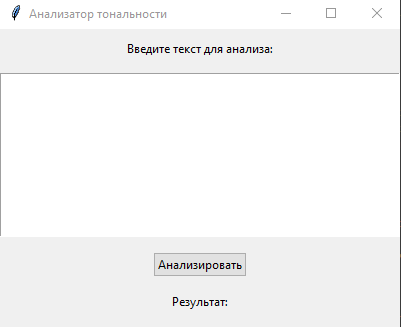 Анализатор тональности
Введите текст для анализа:
Анализировать
Результат: